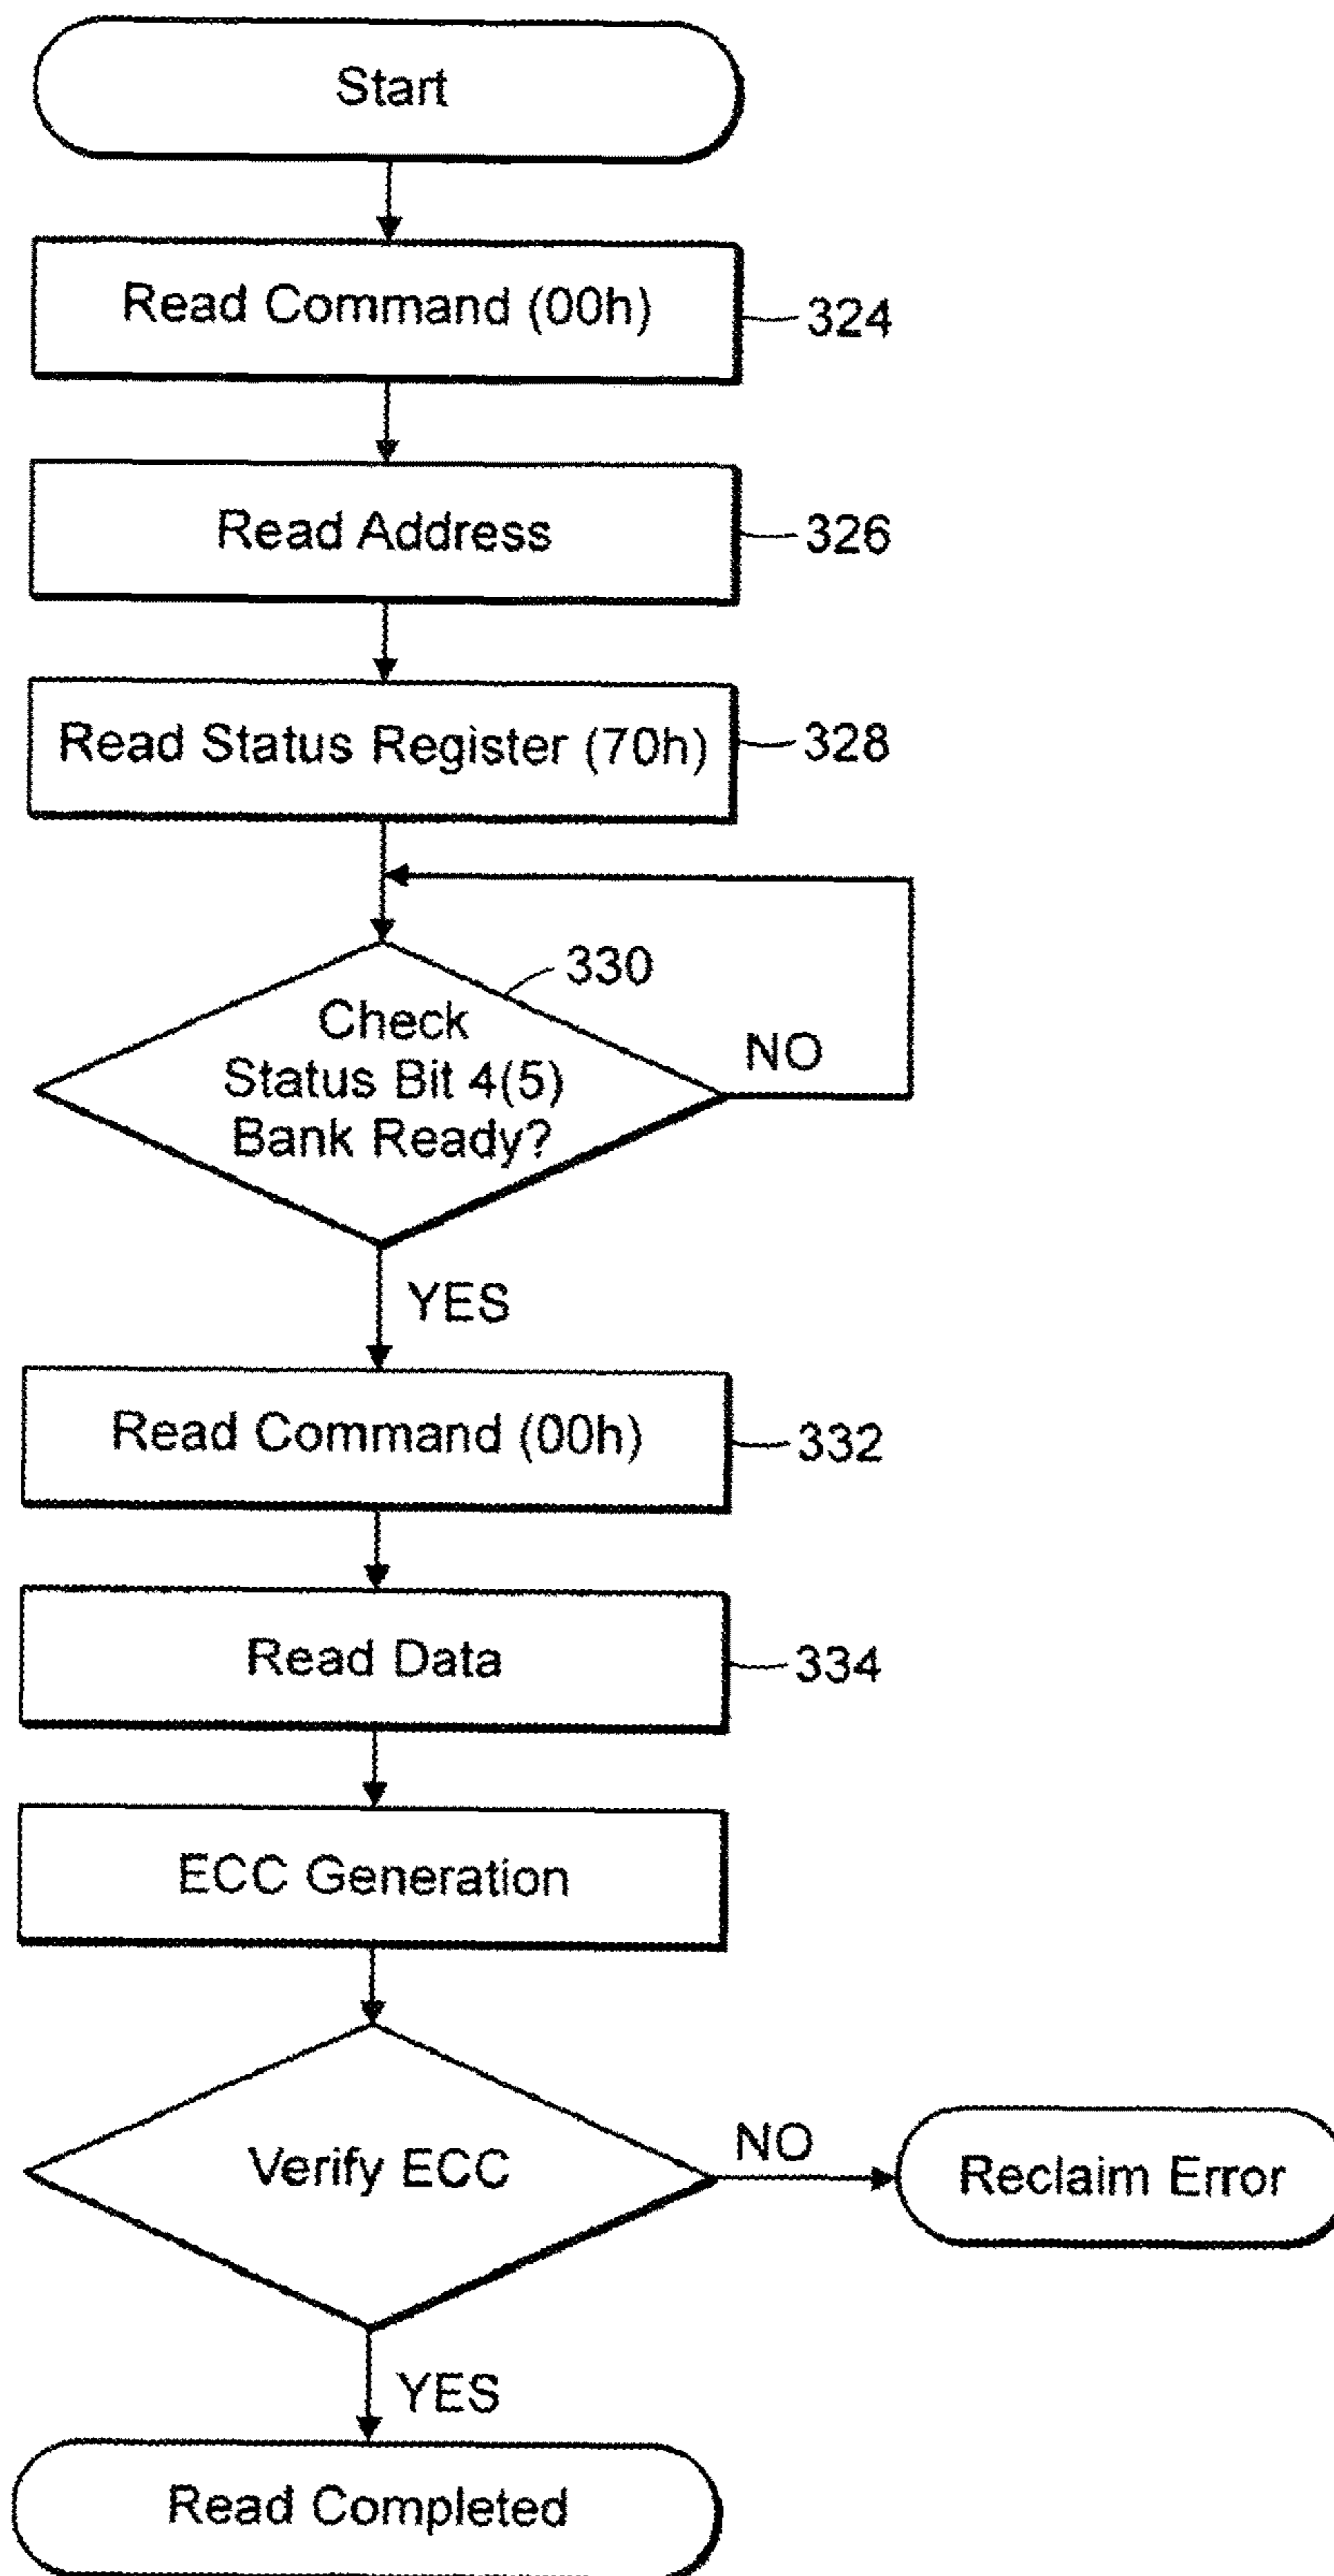 Start
Read Command (00h)
324
Read Address
326
Read Status Register (70h)
328
330
Check
Status Bit 4(5)
Bank Ready?
NO
YES
Read Command (00h)
332
Read Data
334
ECC Generation
Verify ECC
NO
Reclaim Error
YES
Read Completed